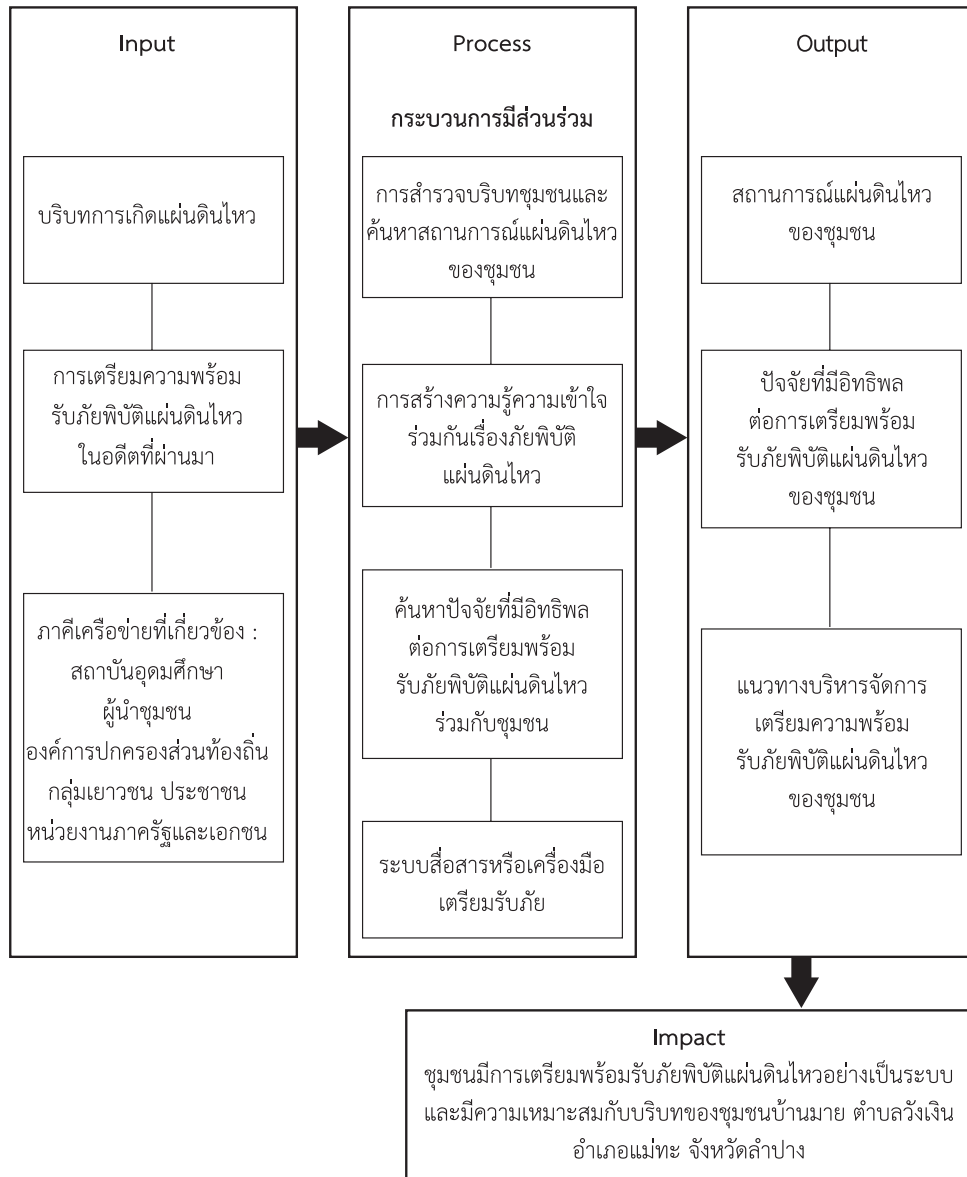 Input
บริบทการเกิดแผ่นดินไหว
การเตรียมความพร้อม
รับภัยพิบัติแผ่นดินไหว
ในอดีตที่ผ่านมา
ภาคีเครือข่ายที่เกี่ยวข้อง :
สถาบันอุดมศึกษา
ผู้นำชุมชน
องค์การปกครองส่วนท้องถิ่น
กลุ่มเยาวชน ประชาชน
หน่วยงานภาครัฐและเอกชน
Process
กระบวนการมีส่วนร่วม
การสำรวจบริบทชุมชนและ
ค้นหาสถานการณ์แผ่นดินไหว
ของชุมชน
การสร้างความรู้ความเข้าใจ
ร่วมกันเรื่องภัยพิบัติ
แผ่นดินไหว
ค้นหาปัจจัยที่มีอิทธิพล
ต่อการเตรียมพร้อม
รับภัยพิบัติแผ่นดินไหว
ร่วมกับชุมชน
ระบบสื่อสารหรือเครื่องมือ
เตรียมรับภัย
Output
สถานการณ์แผ่นดินไหว
ของชุมชน
ปัจจัยที่มีอิทธิพล
ต่อการเตรียมพร้อม
รับภัยพิบัติแผ่นดินไหว
ของชุมชน
แนวทางบริหารจัดการ
เตรียมความพร้อม
รับภัยพิบัติแผ่นดินไหว
ของชุมชน
Impact
ชุมชนมีการเตรียมพร้อมรับภัยพิบัติแผ่นดินไหวอย่างเป็นระบบ
และมีความเหมาะสมกับบริบทของชุมชนบ้านมาย ตำบลวังเงิน
อำเภอแม่ทะ จังหวัดลำปาง